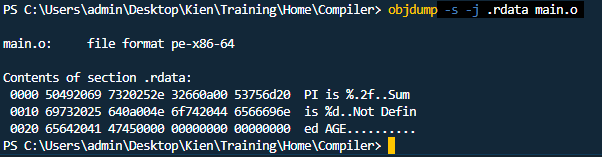 PS C:\Users\admin\Desktop\Kien\Training\Home\Compiler> objdump -s -j .rdata main.o
main.o:     file format pe-x86-64
Contents of section .rdata:
 0000 50492069 7320252e 32660a00 53756d20  PI is %.2f..Sum
 0010 69732025 640a004e 6f742044 6566696e  is %d..Not Defin
 0020 65642041 47450000 00000000 00000000  ed AGE..........
PS C:\Users\admin\Desktop\Kien\Training\Home\Compiler>